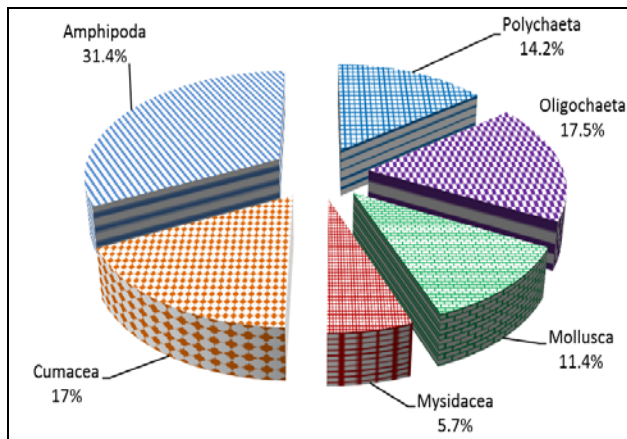 Amphipoda
31.4%
Polychaeta
14.2%
Oligochaeta
17.5%
Mollusca
11.4%
Mysidacea
5.7%
Cumacea
17%